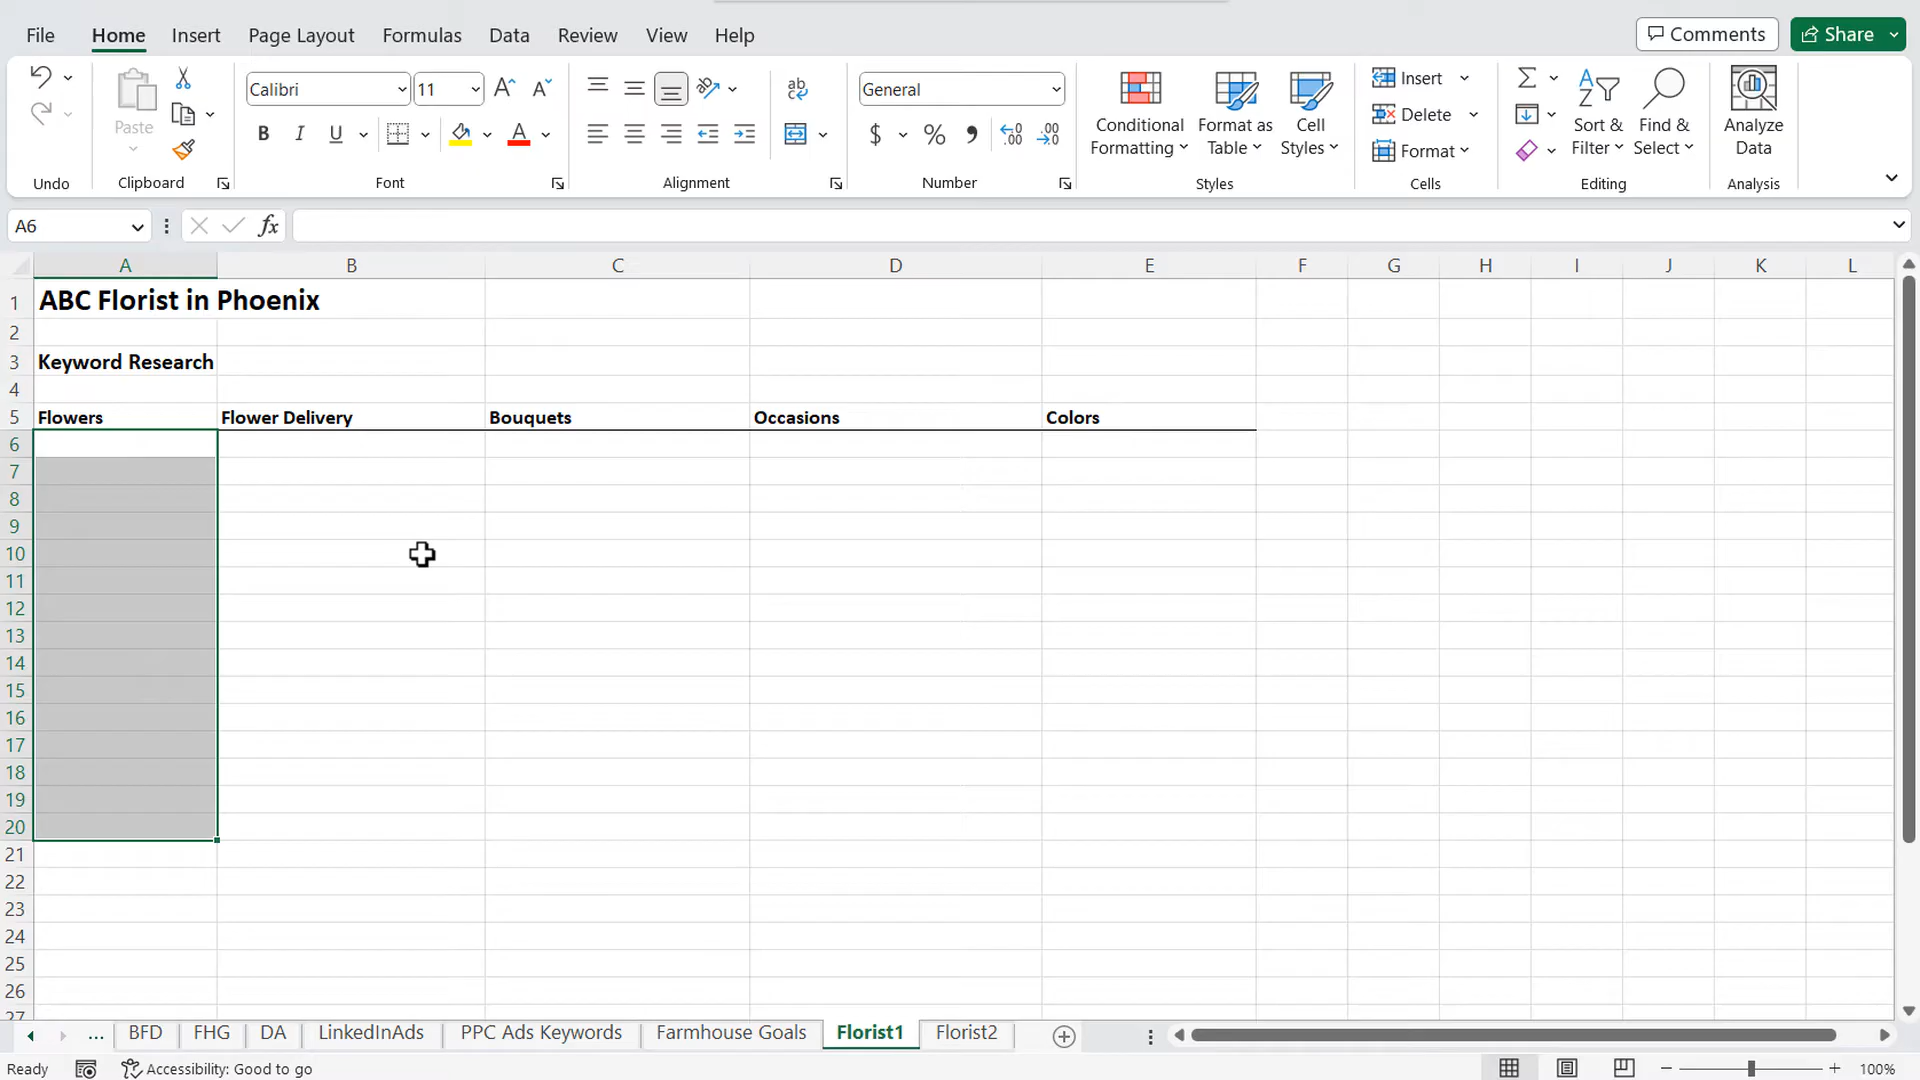 File Home Insert Page Layout Formulas Data Review View Help Comments Share
Calibri 11 ab c General Insert
Paste B I U A $ % 9 Conditional Formatting Format as Table Cell Styles Delete Sort & Filter Find & Select Analyze Data
Format
Undo Clipboard Font Alignment Number Styles Cells Editing Analysis
A6 fx
A B C D E F G H I J K L
1 ABC Florist in Phoenix
2
3 Keyword Research
4
5 Flowers Flower Delivery Bouquets Occasions Colors
6
7
8
9
10
11
12
13
14
15
16
17
18
19
20
21
22
23
24
25
26
27
... BFD FHG DA LinkedInAds PPC Ads Keywords Farmhouse Goals Florist1 Florist2
Ready Accessibility: Good to go 100%